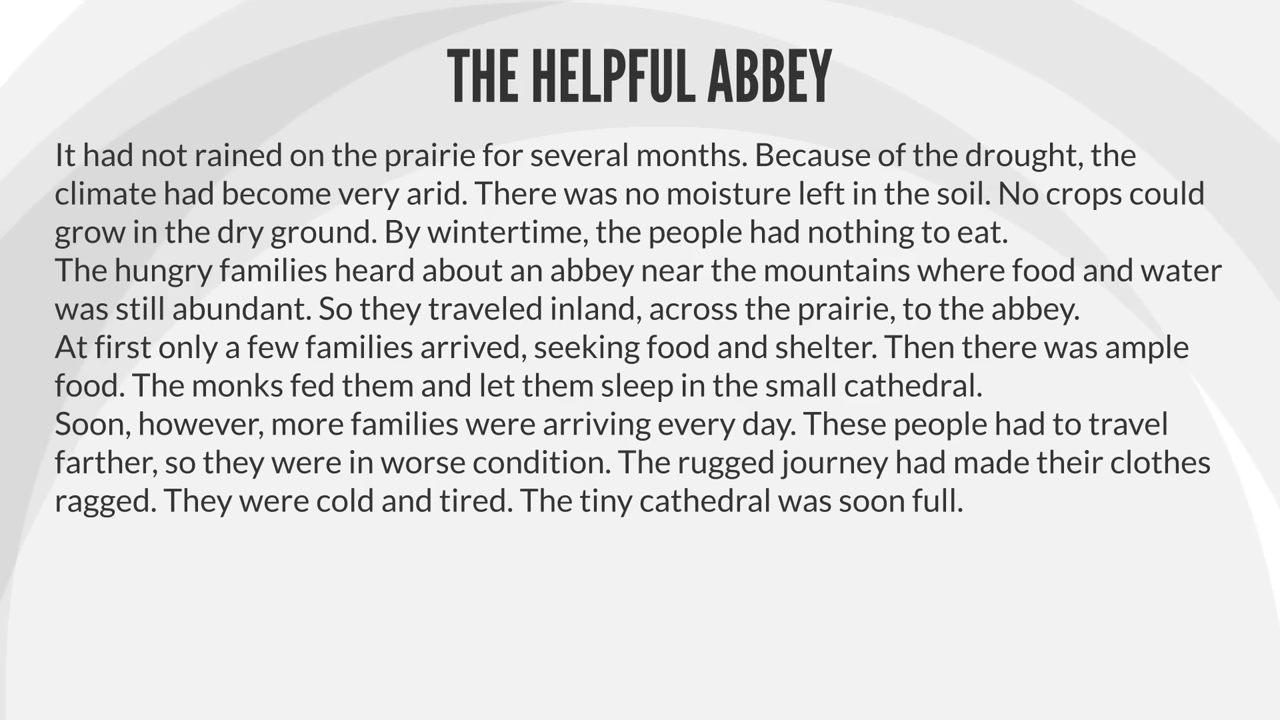 THE HELPFUL ABBEY
It had not rained on the prairie for several months. Because of the drought, the
climate had become very arid. There was no moisture left in the soil. No crops could
grow in the dry ground. By wintertime, the people had nothing to eat.
The hungry families heard about an abbey near the mountains where food and water
was still abundant. So they traveled inland, across the prairie, to the abbey.
At first only a few families arrived, seeking food and shelter. Then there was ample
food. The monks fed them and let them sleep in the small cathedral.
Soon, however, more families were arriving every day. These people had to travel
farther, so they were in worse condition. The rugged journey had made their clothes
ragged. They were cold and tired. The tiny cathedral was soon full.